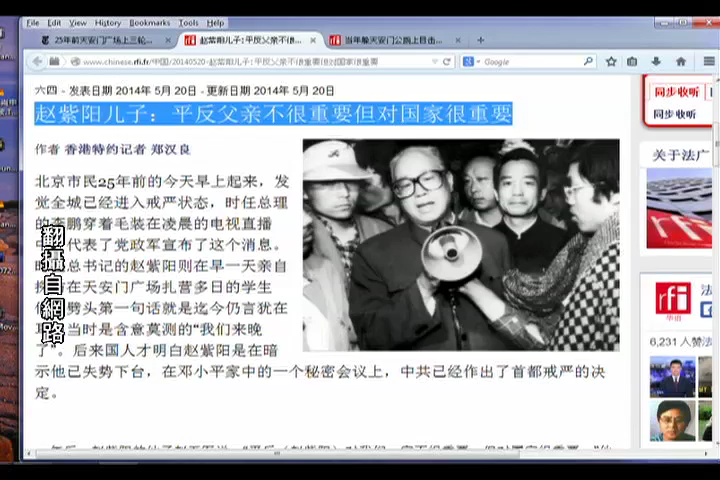 File Edit View History Bookmarks Tools Help
25年前天安门广场上三轮...
赵紫阳儿子:平反父亲不很...
当年像天安门公园上目击...
www.chinese.rfi.fr/中国/20140520-赵紫阳儿子:平反父亲不很重要但对国家很重要
Google
六四 - 发表日期 2014年 5月 20日 - 更新日期 2014年 5月 20日
赵紫阳儿子：平反父亲不很重要但对国家很重要
作者 香港特约记者 郑汉良
北京市民25年前的今天早上起来，发
觉全城已经进入戒严状态，时任总理
的李鹏穿着毛装在凌晨的电视直播
中 代表了党政军宣布了这个消息。
总书记的赵紫阳则在早一天亲自
在天安门广场扎营多日的学生
劈头第一句话就是迄今仍言犹在
当时是含意莫测的“我们来晚
了”。后来国人才明白赵紫阳是在暗
示他已失势下台，在邓小平家中的一个秘密会议上，中共已经作出了首都戒严的决
定。
翻攝自網路
同步收听
同步收听
关于法广
rfi
rfi
华语
法
6,231 人赞法